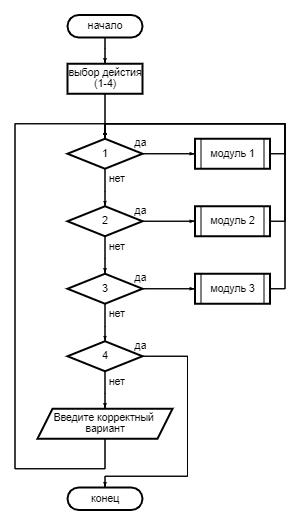 начало
выбор дейстия
(1-4)
1
да
модуль 1
нет
2
да
модуль 2
нет
3
да
модуль 3
нет
4
да
нет
Введите корректный
вариант
конец